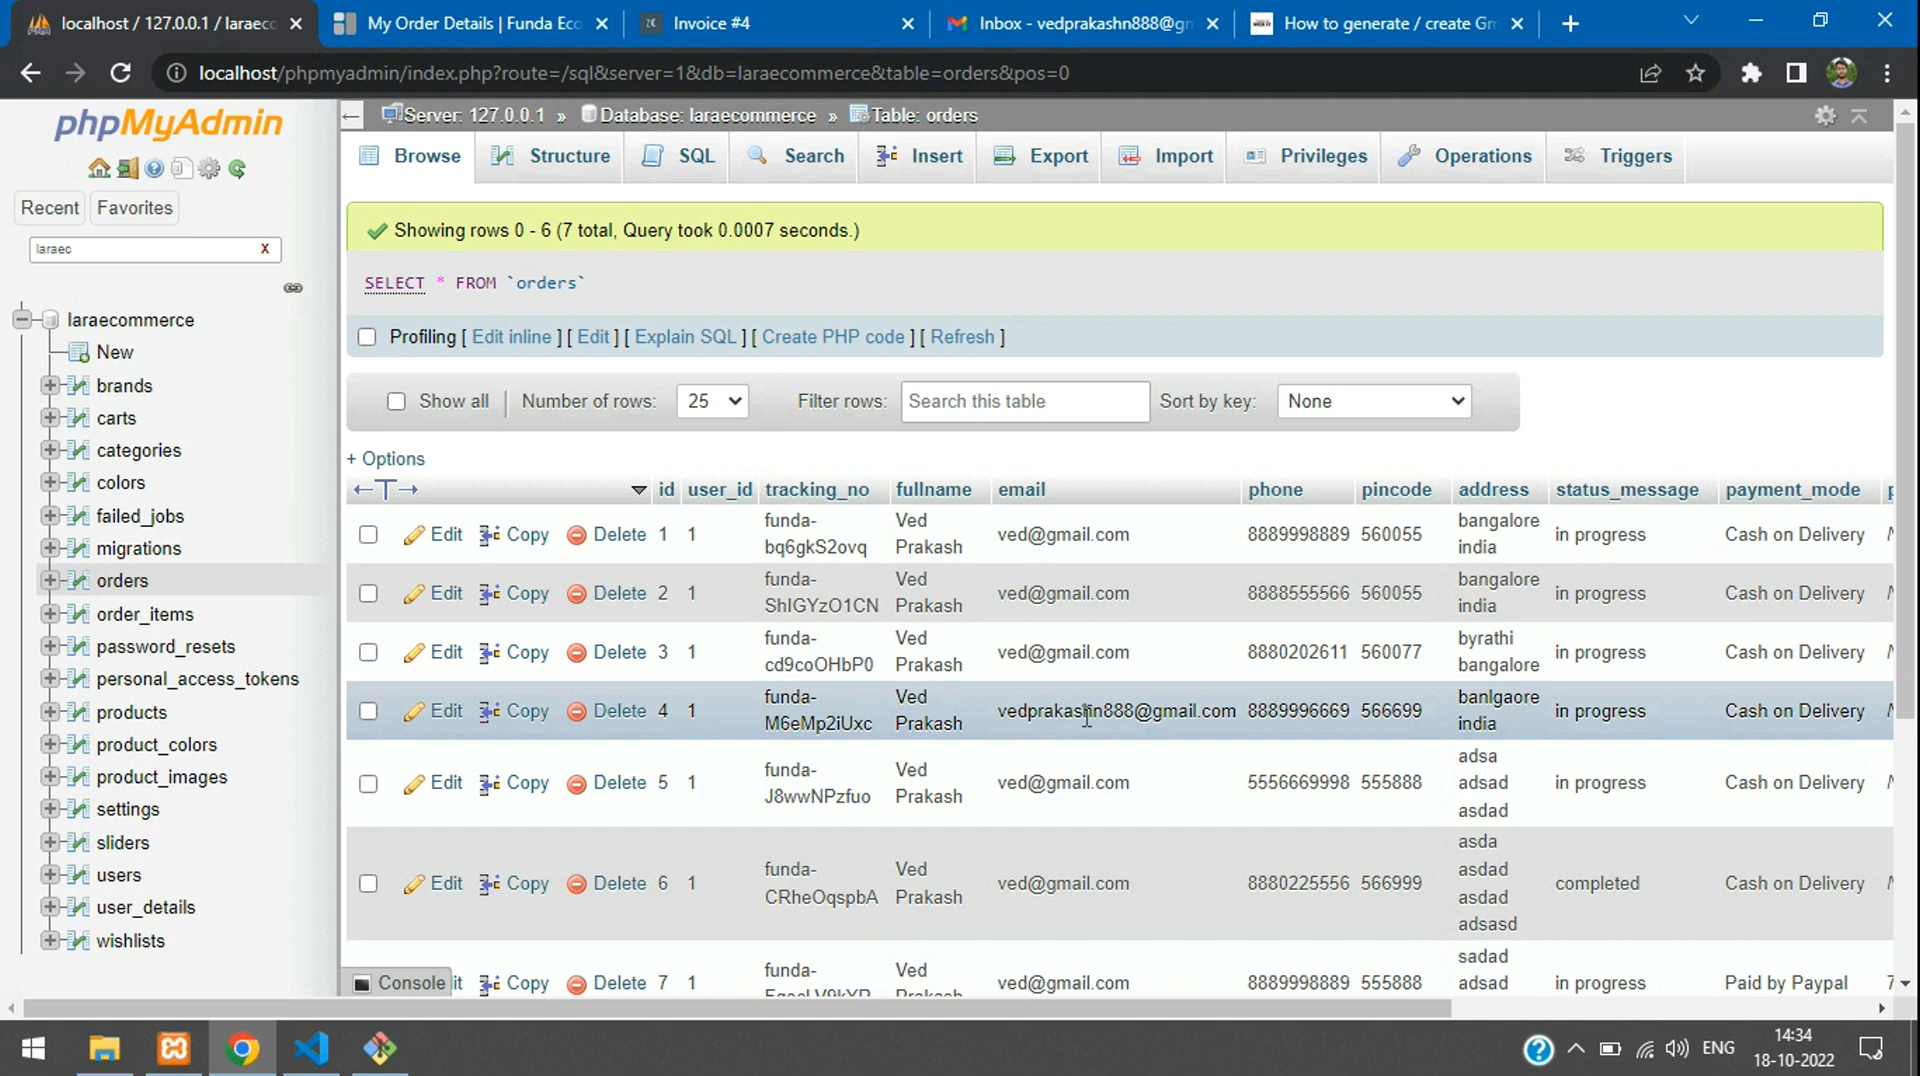 localhost / 127.0.0.1 / laraecc
My Order Details | Funda Eco
Invoice #4
Inbox - vedprakashn888@gm
How to generate / create Gm
localhost/phpmyadmin/index.php?route=/sql&server=1&db=laraecommerce&table=orders&pos=0
phpMyAdmin
Recent
Favorites
laraec
X
laraecommerce
New
brands
carts
categories
colors
failed_jobs
migrations
orders
order_items
password_resets
personal_access_tokens
products
product_colors
product_images
settings
sliders
users
user_details
wishlists
Server: 127.0.0.1 » Database: laraecommerce » Table: orders
Browse
Structure
SQL
Search
Insert
Export
Import
Privileges
Operations
Triggers
Showing rows 0 - 6 (7 total, Query took 0.0007 seconds.)
SELECT * FROM `orders`
Profiling [ Edit inline ] [ Edit ] [ Explain SQL ] [ Create PHP code ] [ Refresh ]
Show all | Number of rows: 25 Filter rows: Search this table Sort by key: None
+ Options
id user_id tracking_no fullname email phone pincode address status_message payment_mode
Edit Copy Delete 1 1 funda-bq6gkS2ovq Ved Prakash ved@gmail.com 8889998889 560055 bangalore india in progress Cash on Delivery
Edit Copy Delete 2 1 funda-ShIGYzO1CN Ved Prakash ved@gmail.com 8888555566 560055 bangalore india in progress Cash on Delivery
Edit Copy Delete 3 1 funda-cd9coOHbP0 Ved Prakash ved@gmail.com 8880202611 560077 byrathi bangalore in progress Cash on Delivery
Edit Copy Delete 4 1 funda-M6eMp2iUxc Ved Prakash vedprakashn888@gmail.com 8889996669 566699 banlgaore india in progress Cash on Delivery
Edit Copy Delete 5 1 funda-J8wwNPzfuo Ved Prakash ved@gmail.com 5556669998 555888 adsa adsad asdad in progress Cash on Delivery
Edit Copy Delete 6 1 funda-CRheOqspbA Ved Prakash ved@gmail.com 8880225556 566999 asda asdad asdad adsasd completed Cash on Delivery
Copy Delete 7 1 funda- Ved Prakash ved@gmail.com 8889998889 555888 sadad adsad in progress Paid by Paypal 7
Console
ENG
14:34
18-10-2022